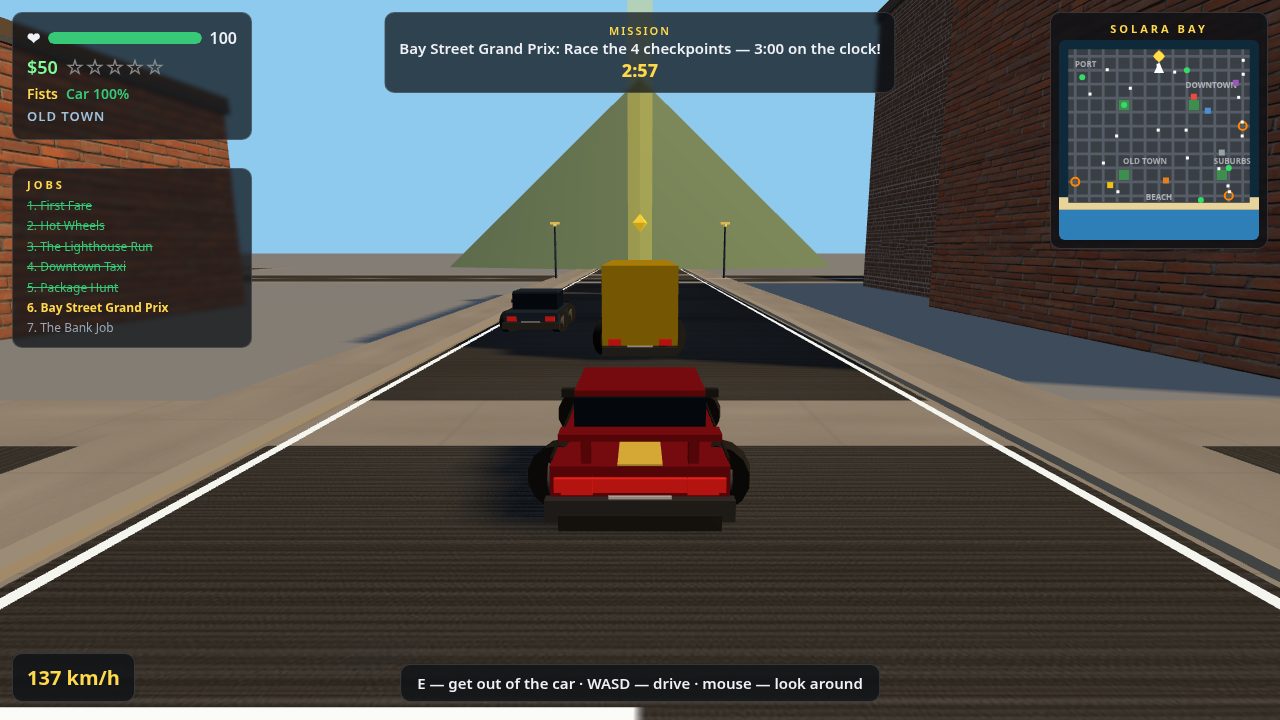 ❤ 100
$50 ☆☆☆☆☆
Fists Car 100%
OLD TOWN
JOBS
1. First Fare
2. Hot Wheels
3. The Lighthouse Run
4. Downtown Taxi
5. Package Hunt
6. Bay Street Grand Prix
7. The Bank Job
MISSION
Bay Street Grand Prix: Race the 4 checkpoints — 3:00 on the clock!
2:57
SOLARA BAY
PORT
DOWNTOWN
OLD TOWN
SUBURBS
BEACH
137 km/h
E — get out of the car · WASD — drive · mouse — look around